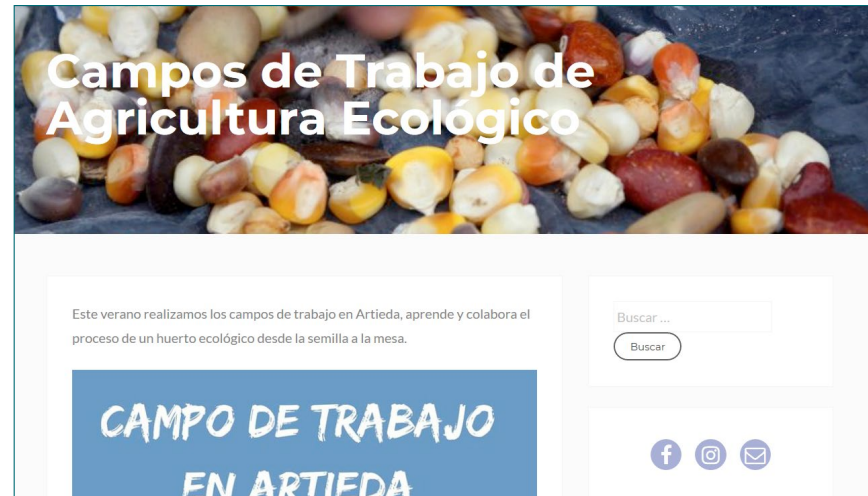 Campos de Trabajo de
Agricultura Ecológico
Este verano realizamos los campos de trabajo en Artieda, aprende y colabora el
proceso de un huerto ecológico desde la semilla a la mesa.
CAMPO DE TRABAJO
EN ARTIEDA
Buscar …
Buscar